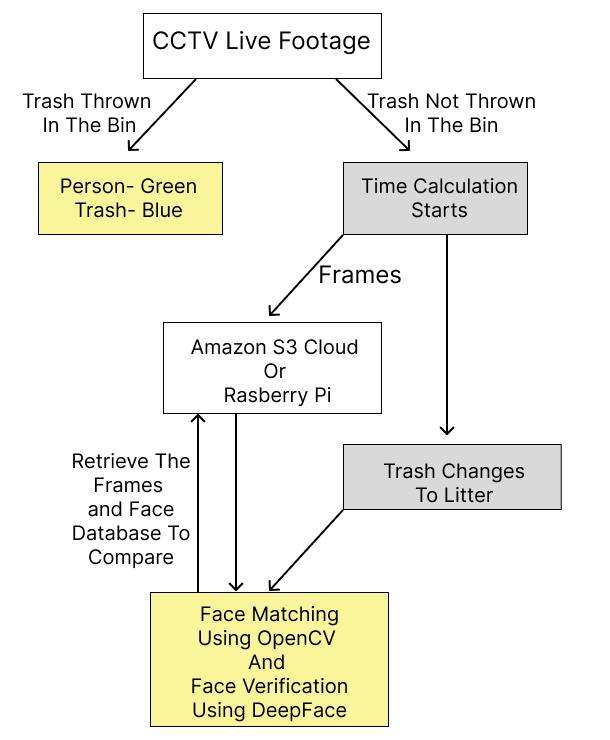 CCTV Live Footage
Trash Thrown
In The Bin
Trash Not Thrown
In The Bin
Person- Green
Trash- Blue
Time Calculation
Starts
Frames
Amazon S3 Cloud
Or
Rasberry Pi
Retrieve The
Frames
and Face
Database To
Compare
Trash Changes
To Litter
Face Matching
Using OpenCV
And
Face Verification
Using DeepFace